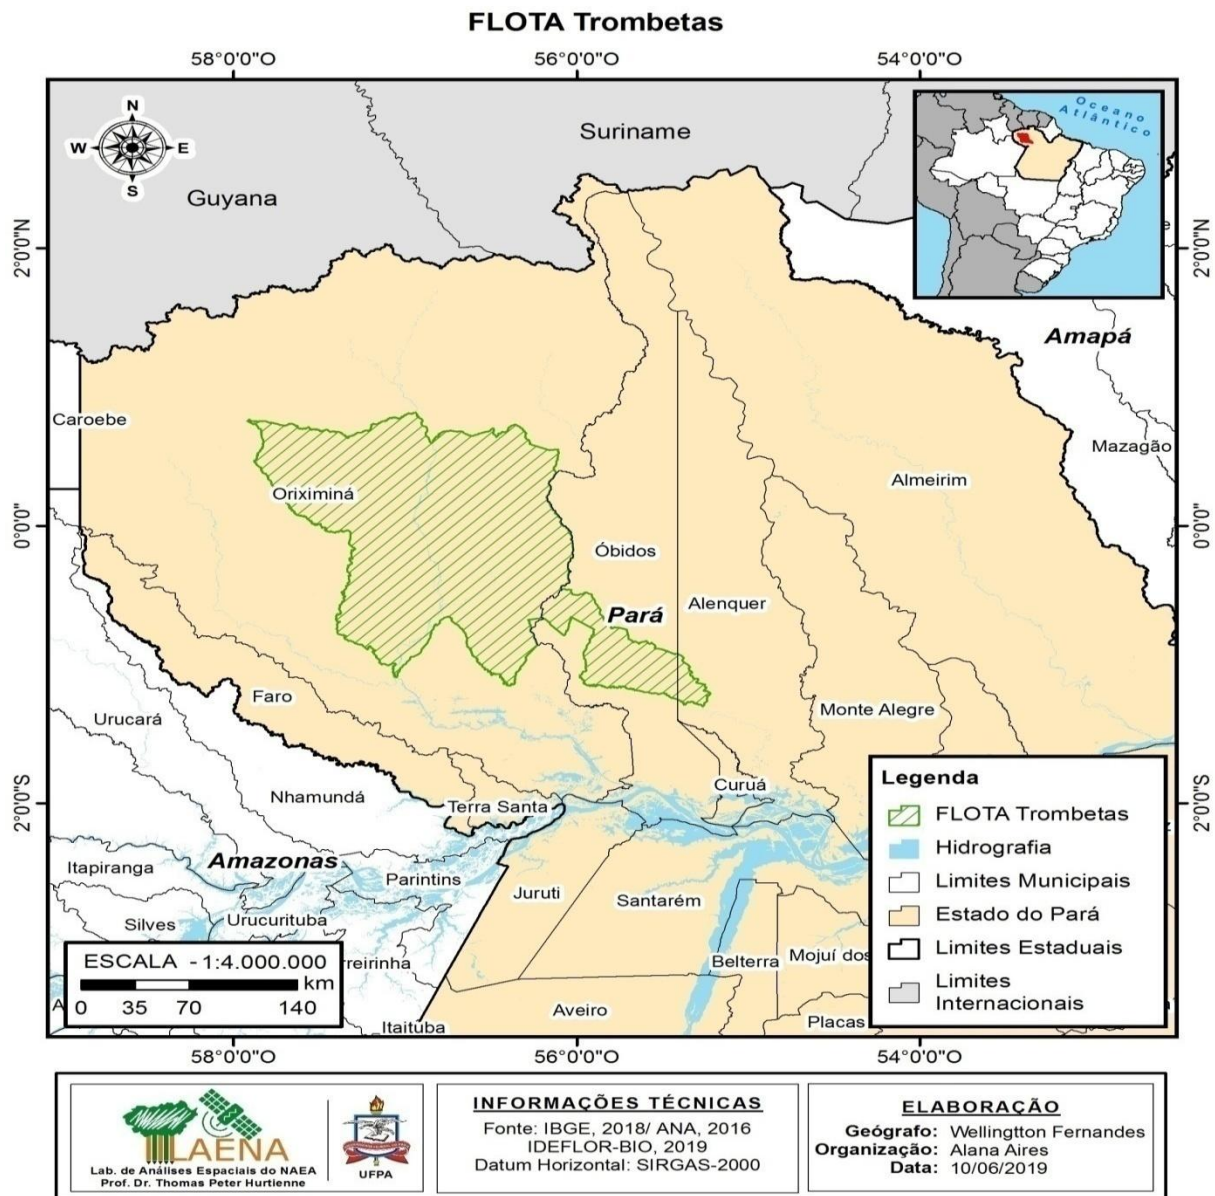 FLOTA Trombetas
58°0'0"O 56°0'0"O 54°0'0"O
2°0'0"N
0°0'0"
2°0'0"S
N
W E
S
Guyana
Suriname
Oceano
Atlântico
2°0'0"N
0°0'0"
2°0'0"S
Amapá
Caroebe
Mazagão
Oriximiná
Almeirim
Óbidos
Alenquer
Pará
Faro
Urucará
Monte Alegre
Nhamundá
Terra Santa
Curuá
Amazonas
Itapiranga
Parintins
Juruti
Santarém
Silves
Urucurituba
rreirinha
Belterra
Mojuí dos
Aveiro
Itaituba
Placas
ESCALA - 1:4.000.000
km
0 35 70 140
Legenda
FLOTA Trombetas
Hidrografia
Limites Municipais
Estado do Pará
Limites Estaduais
Limites
Internacionais
58°0'0"O 56°0'0"O 54°0'0"O
LAENA
Lab. de Análises Espaciais do NAEA
Prof. Dr. Thomas Peter Hurtienne
UFPA
INFORMAÇÕES TÉCNICAS
Fonte: IBGE, 2018/ ANA, 2016
IDEFLOR-BIO, 2019
Datum Horizontal: SIRGAS-2000
ELABORAÇÃO
Geógrafo: Wellingtton Fernandes
Organização: Alana Aires
Data: 10/06/2019